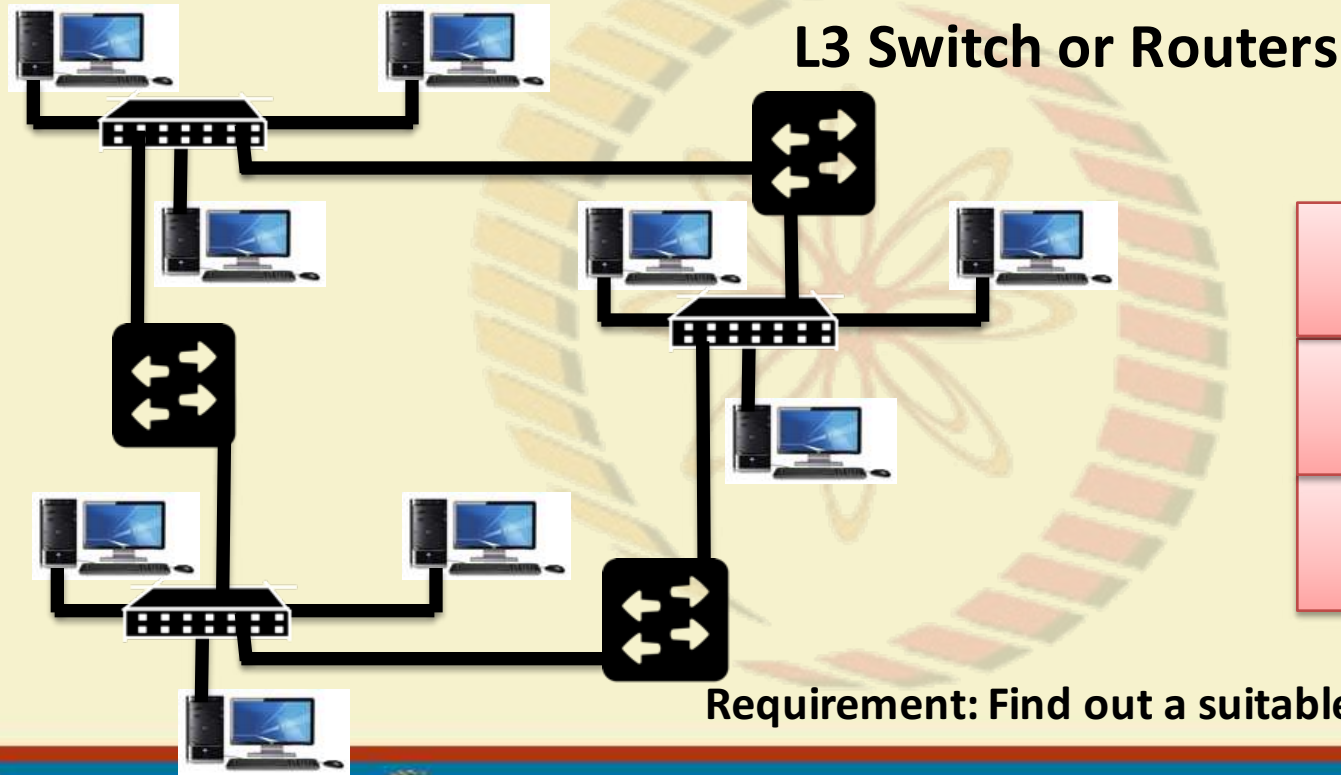 L3 Switch or Routers
Requirement: Find out a suitable